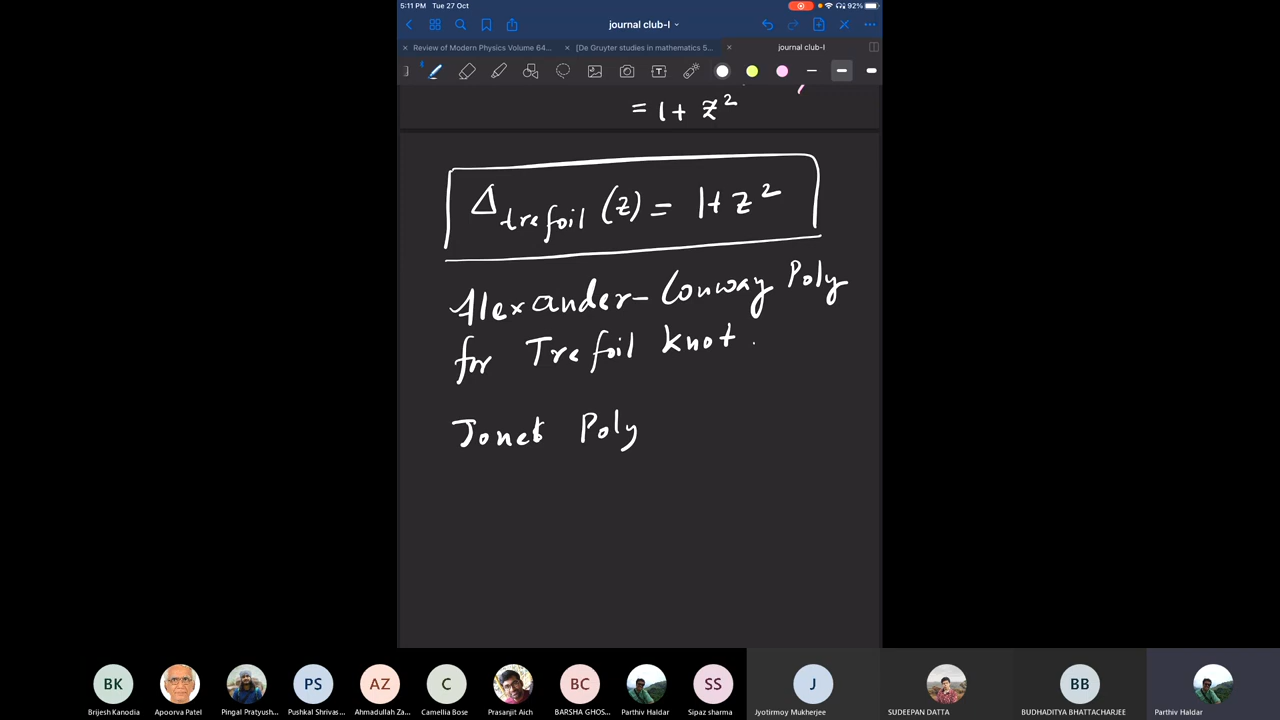 5:11 PM Tue 27 Oct
92%
journal club-I
Review of Modern Physics Volume 64...
[De Gruyter studies in mathematics 5...
journal club-I
= 1 + z²
Δtrefoil (z) = 1 + z²
Alexander-Conway Poly
for Trefoil knot.
Jones Poly
BK
PS
AZ
C
BC
SS
J
BB
Brijesh Kanodia
Apoorva Patel
Pingal Pratyush...
Pushkal Shrivas...
Ahmadullah Za...
Camellia Bose
Prasanjit Aich
BARSHA GHOS...
Parthiv Haldar
Sipaz sharma
Jyotirmoy Mukherjee
SUDEEPAN DATTA
BUDHADITYA BHATTACHARJEE
Parthiv Haldar